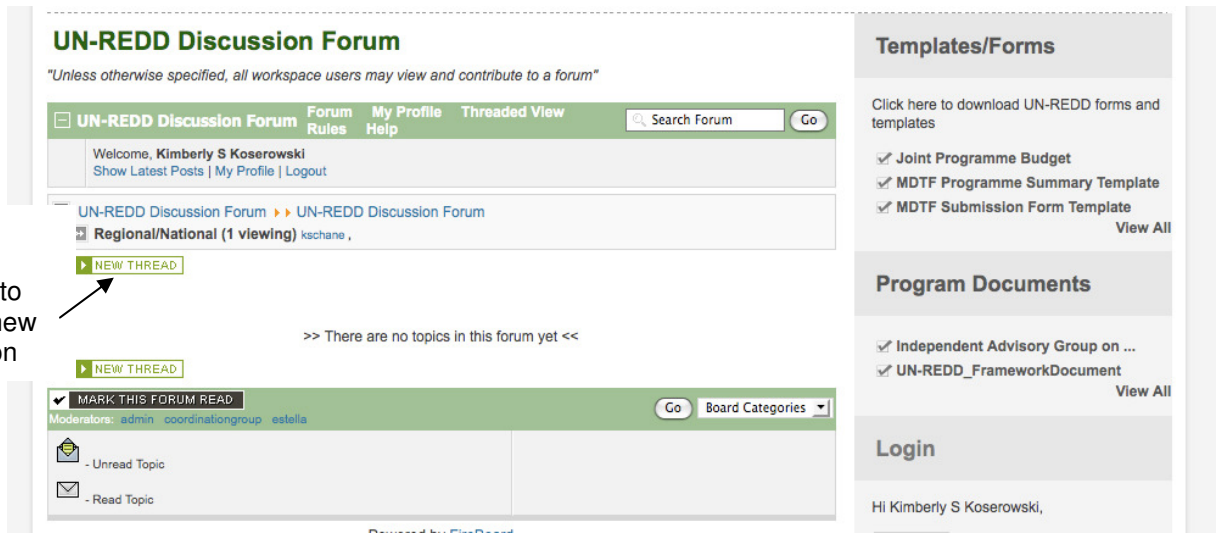 UN-REDD Discussion Forum
"Unless otherwise specified, all workspace users may view and contribute to a forum"
UN-REDD Discussion Forum
Forum Rules
My Profile
Help
Threaded View
Search Forum
Go
Welcome, Kimberly S Koserowski
Show Latest Posts | My Profile | Logout
UN-REDD Discussion Forum UN-REDD Discussion Forum
Regional/National (1 viewing) kschane ,
NEW THREAD
to
new
on
>> There are no topics in this forum yet <<
NEW THREAD
MARK THIS FORUM READ
Moderators: admin coordinationgroup estella
Go
Board Categories
- Unread Topic
- Read Topic
Powered by FireBoard
Templates/Forms
Click here to download UN-REDD forms and
templates
Joint Programme Budget
MDTF Programme Summary Template
MDTF Submission Form Template
View All
Program Documents
Independent Advisory Group on ...
UN-REDD_FrameworkDocument
View All
Login
Hi Kimberly S Koserowski,